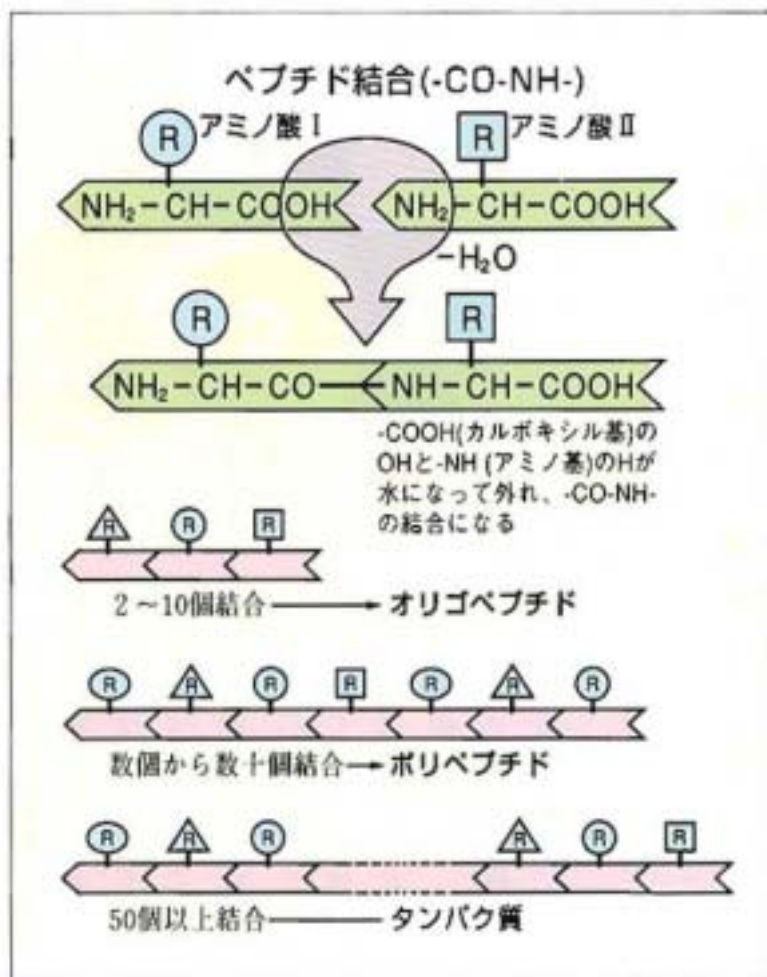 ペプチド結合(-CO-NH-)
R アミノ酸Ⅰ R アミノ酸Ⅱ
NH₂-CH-COOH NH₂-CH-COOH
-H₂O
R R
NH₂-CH-CO NH-CH-COOH
-COOH(カルボキシル基)の
OHと-NH (アミノ基)のHが
水になって外れ、-CO-NH-
の結合になる
R R R
2～10個結合 オリゴペプチド
R R R R R R R
数個から数十個結合 ポリペプチド
R R R R R R
50個以上結合 タンパク質